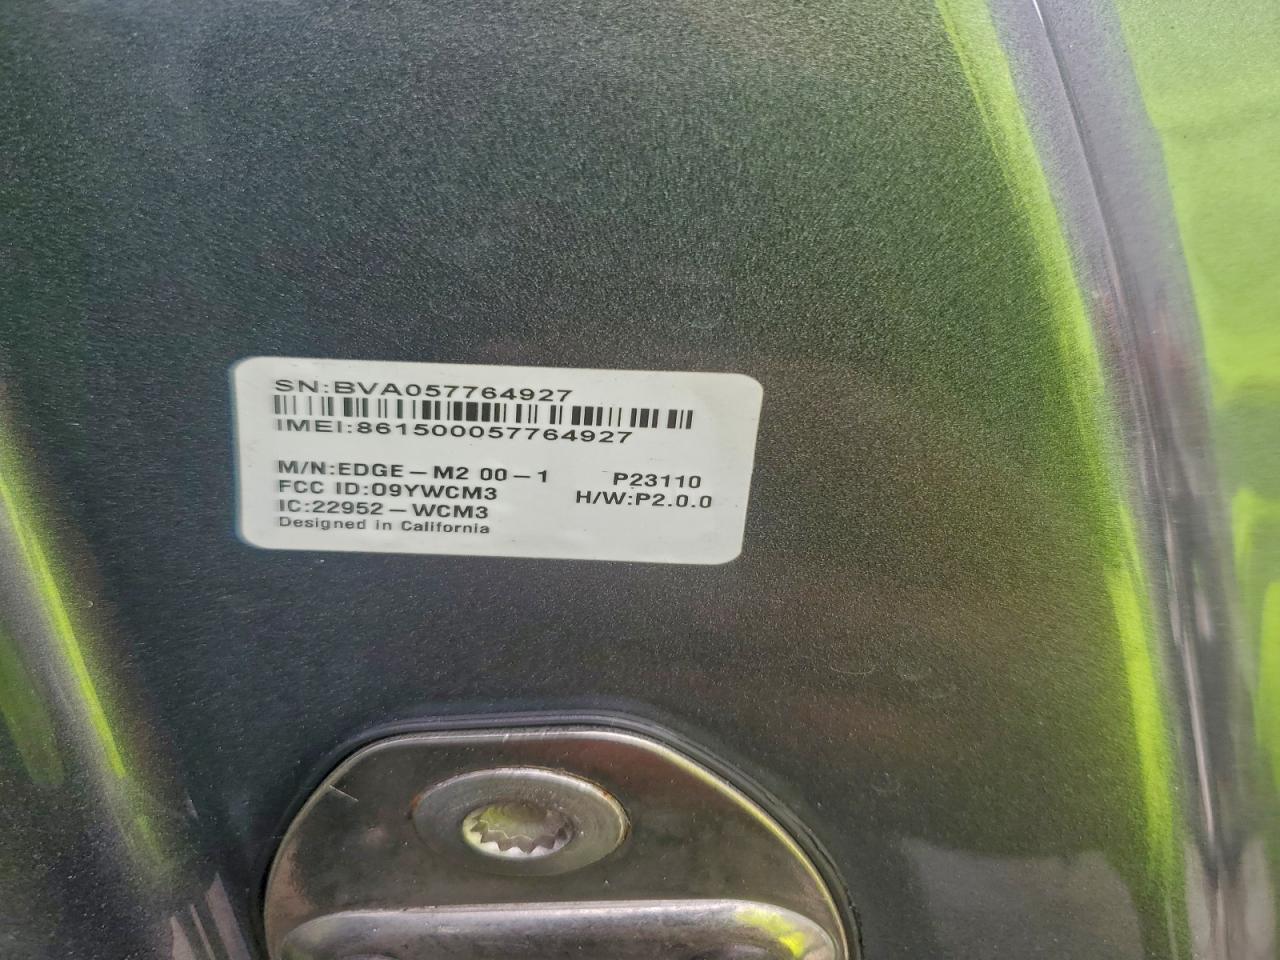 SN:BVA057764927
IMEI:861500057764927
M/N:EDGE-M2 00-1 P23110
FCC ID:09YWCM3 H/W:P2.0.0
IC:22952-WCM3
Designed in California